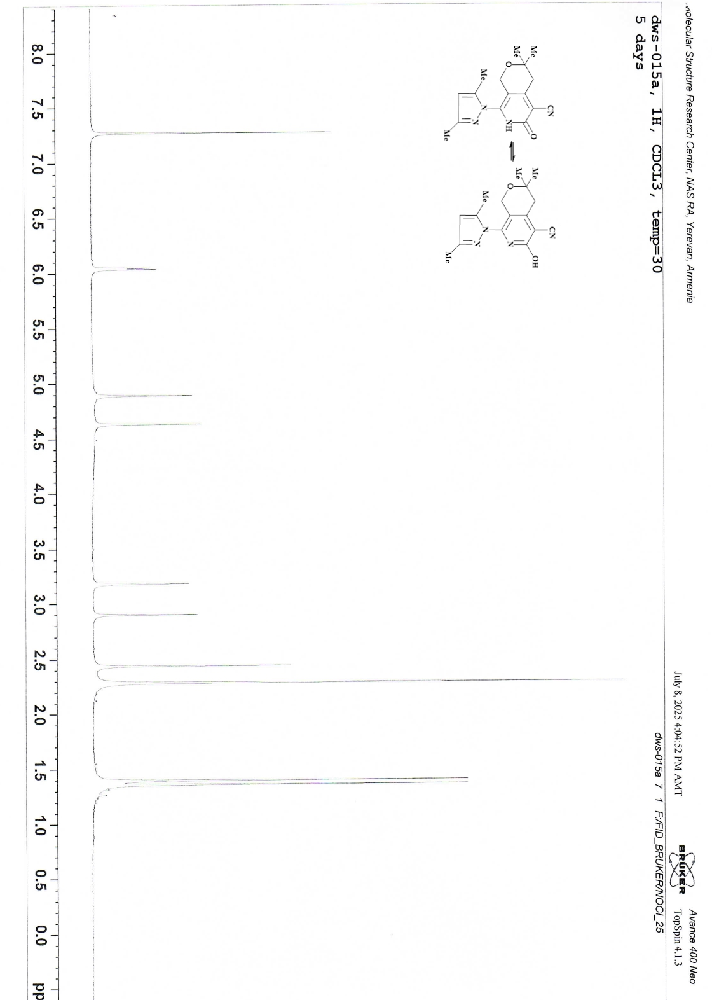 .violecular Structure Research Center, NAS RA, Yerevan, Armenia
July 8, 2025 4:04:52 PM AMT
BRUKER
Avance 400 Neo
TopSpin 4.1.3
dws-015a, 1H, CDCL3, temp=30
5 days
dws-015a 7 1 F:/FID_BRUKER/NOCI_25
Me
Me
O
CN
O
NH
N
N
Me
Me
Me
Me
O
CN
OH
N
N
N
Me
Me
8.0 7.5 7.0 6.5 6.0 5.5 5.0 4.5 4.0 3.5 3.0 2.5 2.0 1.5 1.0 0.5 0.0 pp